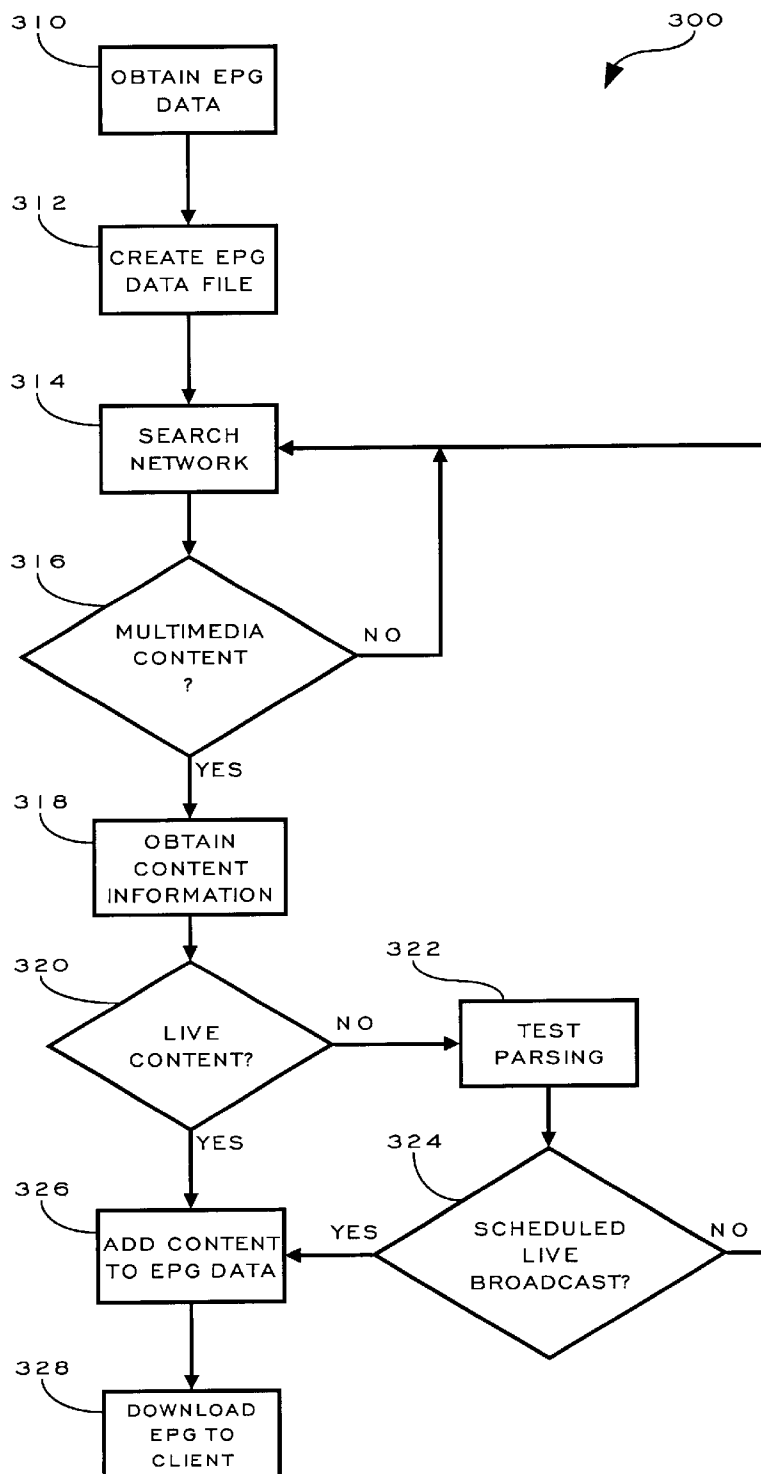 310
300
OBTAIN EPG
DATA
312
CREATE EPG
DATA FILE
314
SEARCH
NETWORK
316
MULTIMEDIA
CONTENT
?
NO
YES
318
OBTAIN
CONTENT
INFORMATION
320
LIVE
CONTENT?
NO
322
TEST
PARSING
YES
324
SCHEDULED
LIVE
BROADCAST?
YES
NO
326
ADD CONTENT
TO EPG DATA
328
DOWNLOAD
EPG TO
CLIENT